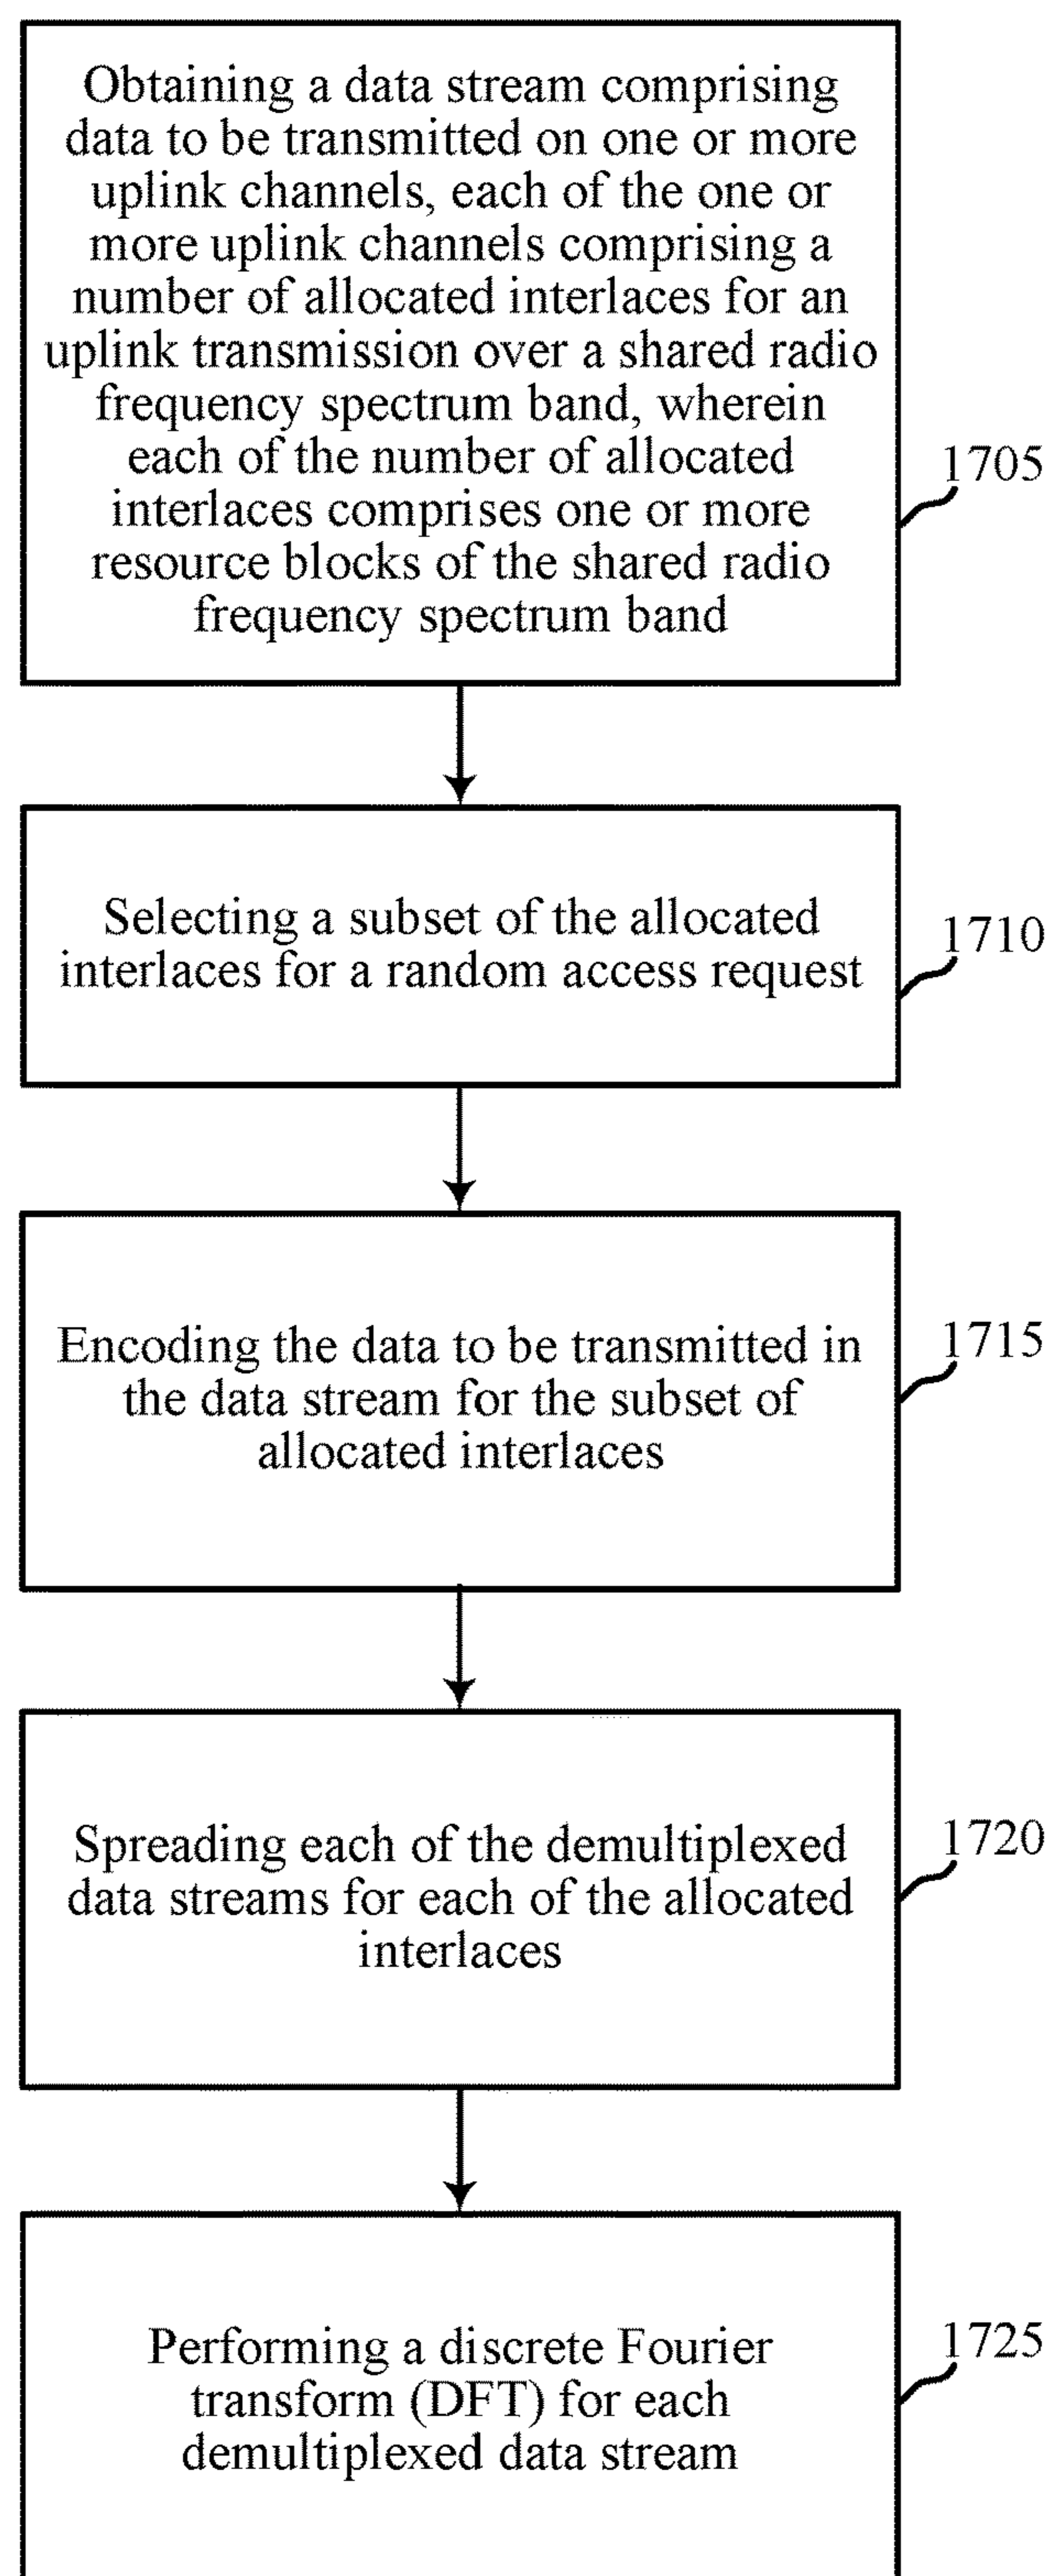 Obtaining a data stream comprising
data to be transmitted on one or more
uplink channels, each of the one or
more uplink channels comprising a
number of allocated interlaces for an
uplink transmission over a shared radio
frequency spectrum band, wherein
each of the number of allocated
interlaces comprises one or more
resource blocks of the shared radio
frequency spectrum band
1705
Selecting a subset of the allocated
interlaces for a random access request
1710
Encoding the data to be transmitted in
the data stream for the subset of
allocated interlaces
1715
Spreading each of the demultiplexed
data streams for each of the allocated
interlaces
1720
Performing a discrete Fourier
transform (DFT) for each
demultiplexed data stream
1725